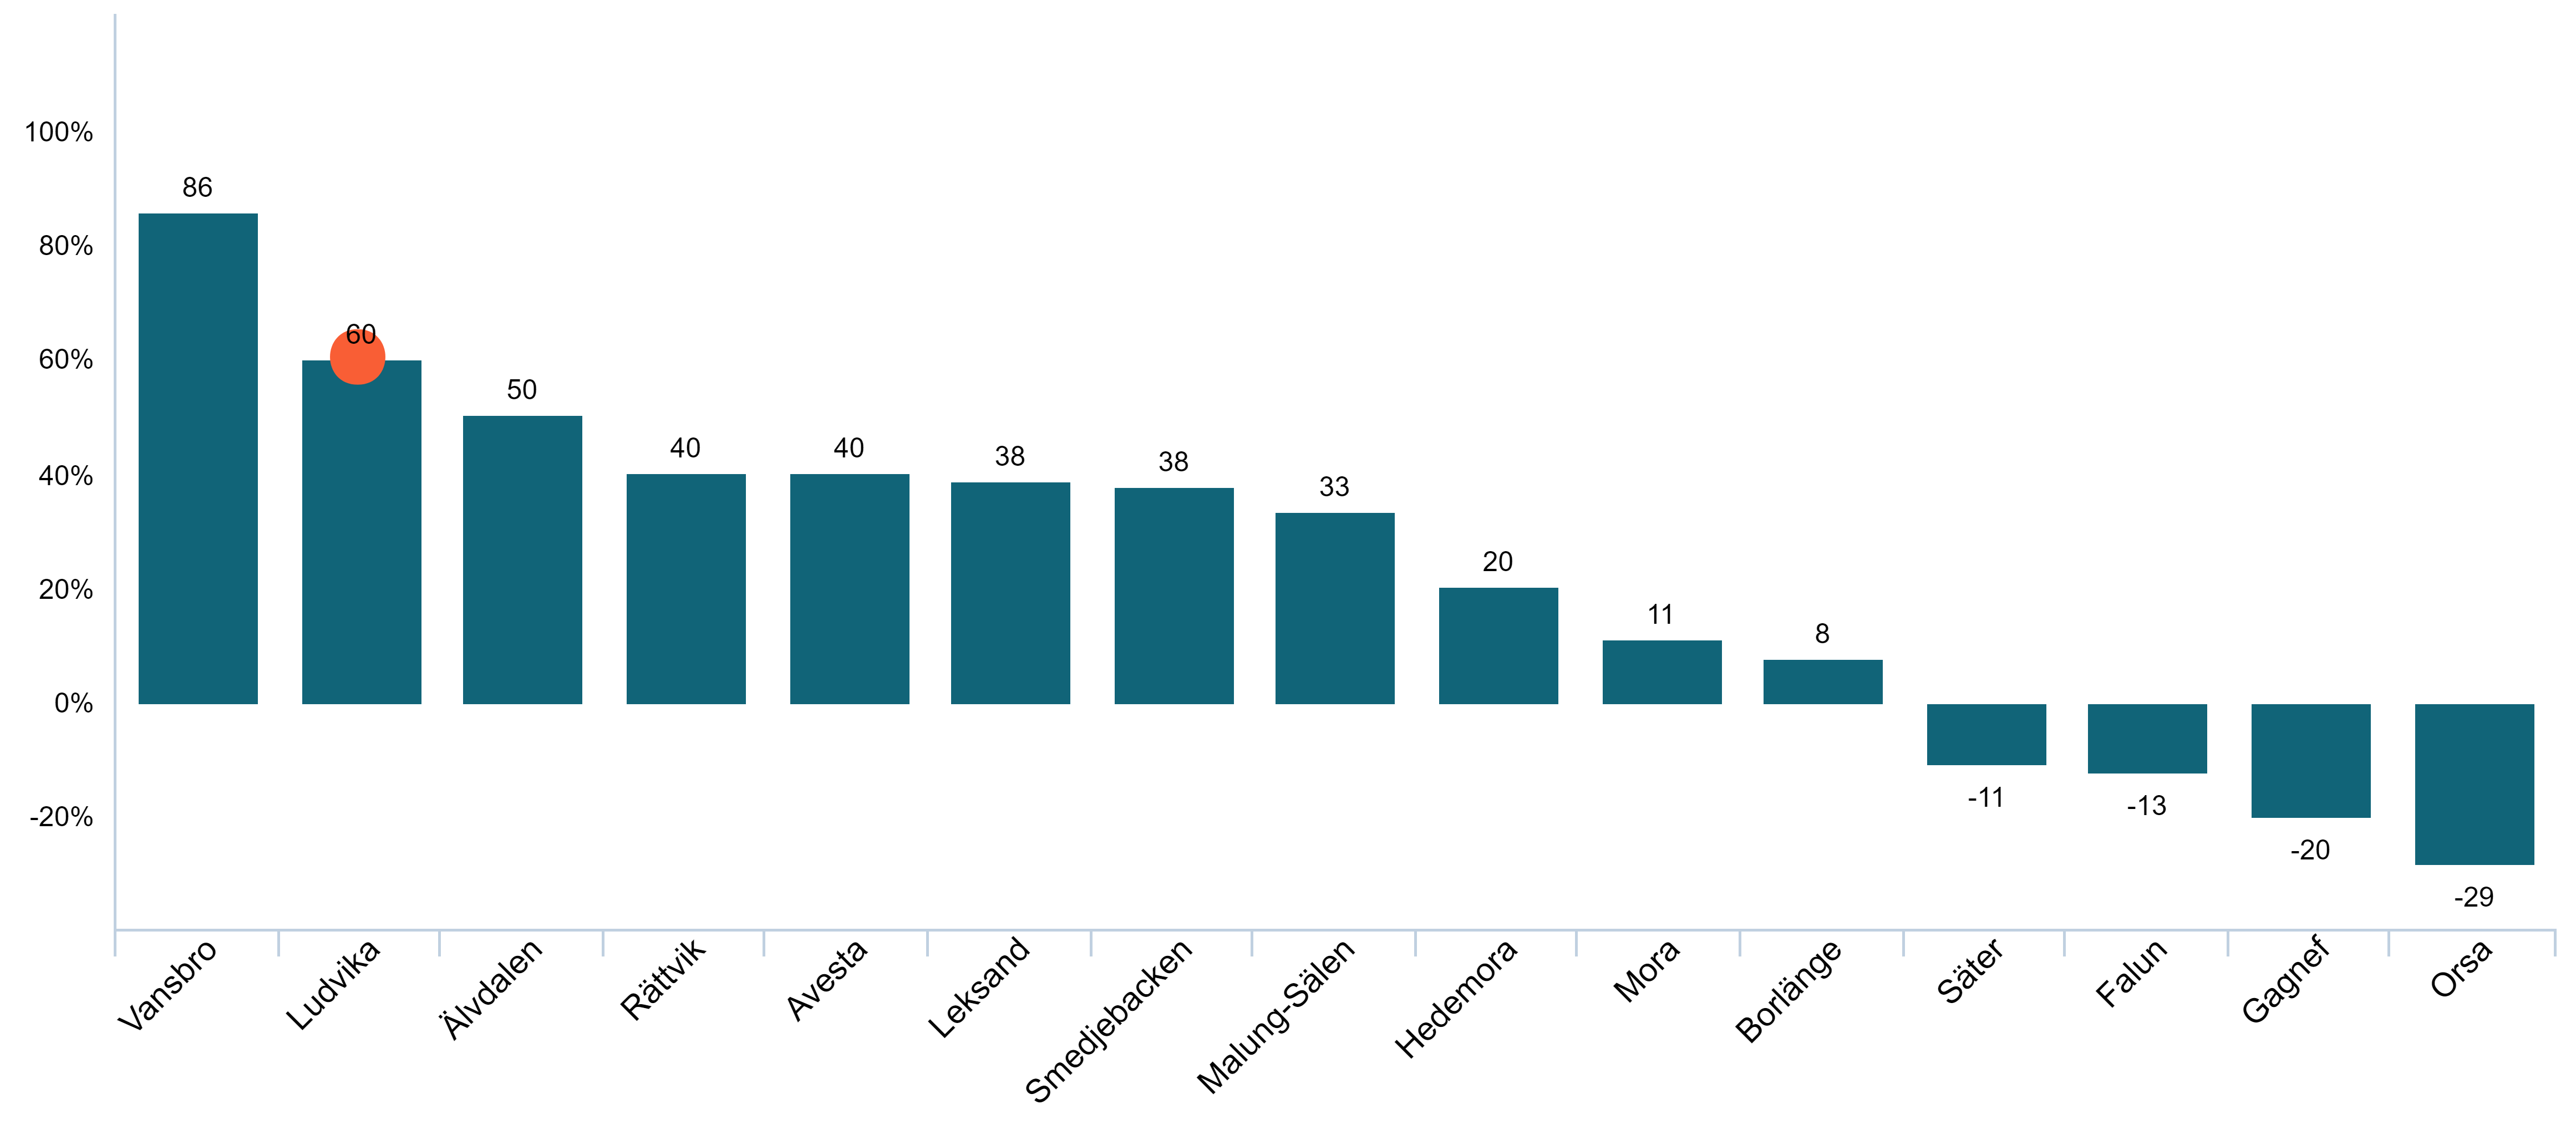 100%
80%
60%
40%
20%
0%
-20%
86
60
50
40
40
38
38
33
20
11
8
-11
-13
-20
-29
Vansbro
Ludvika
Älvdalen
Rättvik
Avesta
Leksand
Smedjebacken
Malung-Sälen
Hedemora
Mora
Borlänge
Säter
Falun
Gagnef
Orsa